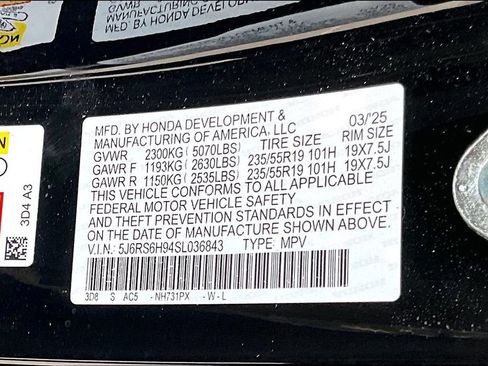 MFD. BY HONDA DEVELOPMENT &
MANUFACTURING OF AMERICA, LLC 03/'25
GVWR 2300KG (5070LBS) TIRE SIZE RIM SIZE
GAWR F 1193KG (2630LBS) 235/55R19 101H 19X7.5J
GAWR R 1150KG (2535LBS) 235/55R19 101H 19X7.5J
THIS VEHICLE CONFORMS TO ALL APPLICABLE
FEDERAL MOTOR VEHICLE SAFETY
AND THEFT PREVENTION STANDARDS IN EFFECT
ON THE DATE OF MANUFACTURE SHOWN ABOVE.
V.I.N.: 5J6RS6H94SL036843 TYPE: MPV
3D8 S AC5 -NH731PX -W-L
3D4 A3